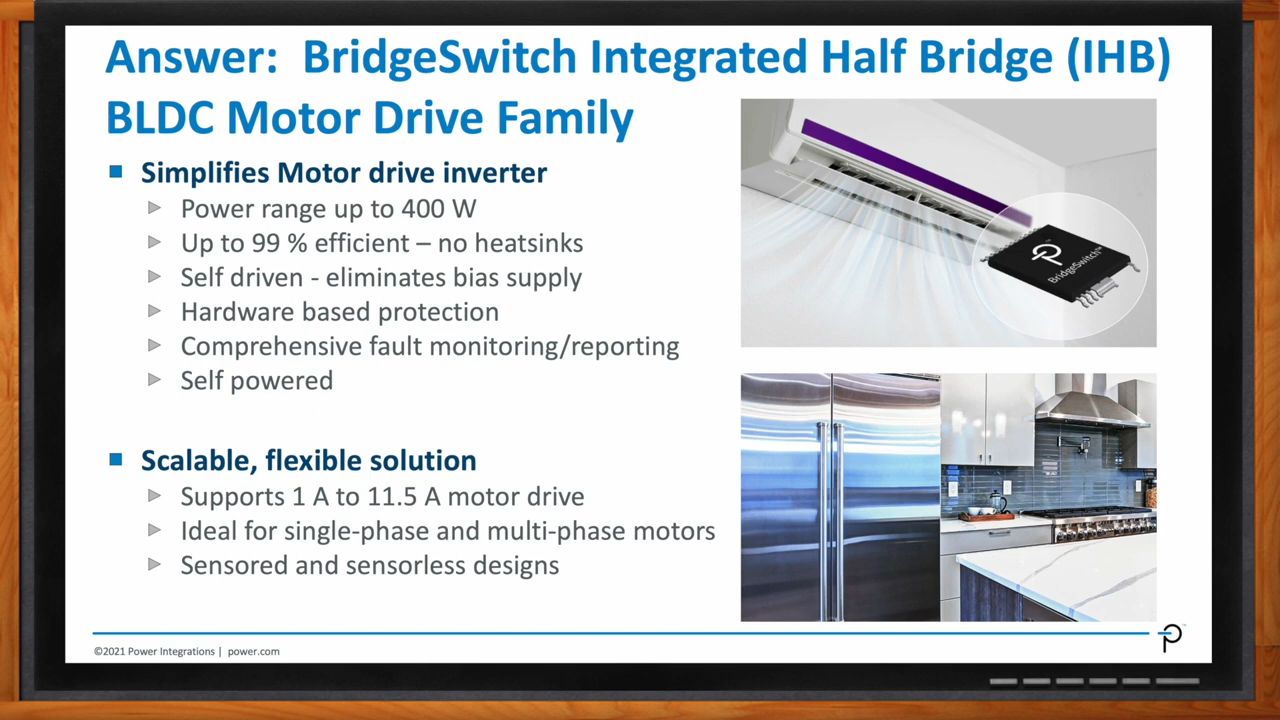 Answer:  BridgeSwitch Integrated Half Bridge (IHB)
BLDC Motor Drive Family
Simplifies Motor drive inverter
Power range up to 400 W
Up to 99 % efficient – no heatsinks
Self driven - eliminates bias supply
Hardware based protection
Comprehensive fault monitoring/reporting
Self powered
Scalable, flexible solution
Supports 1 A to 11.5 A motor drive
Ideal for single-phase and multi-phase motors
Sensored and sensorless designs
BridgeSwitch™
©2021 Power Integrations | power.com